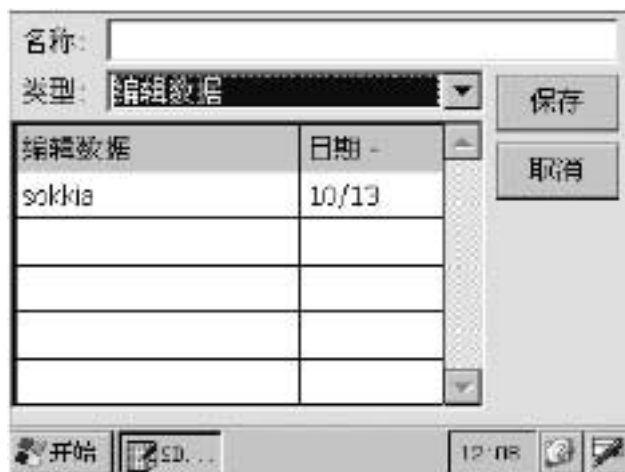 名称:
类型: 编辑数据
保存
编辑数据 日期 -
取消
sokkia 10/13
开始 SD... 12:08